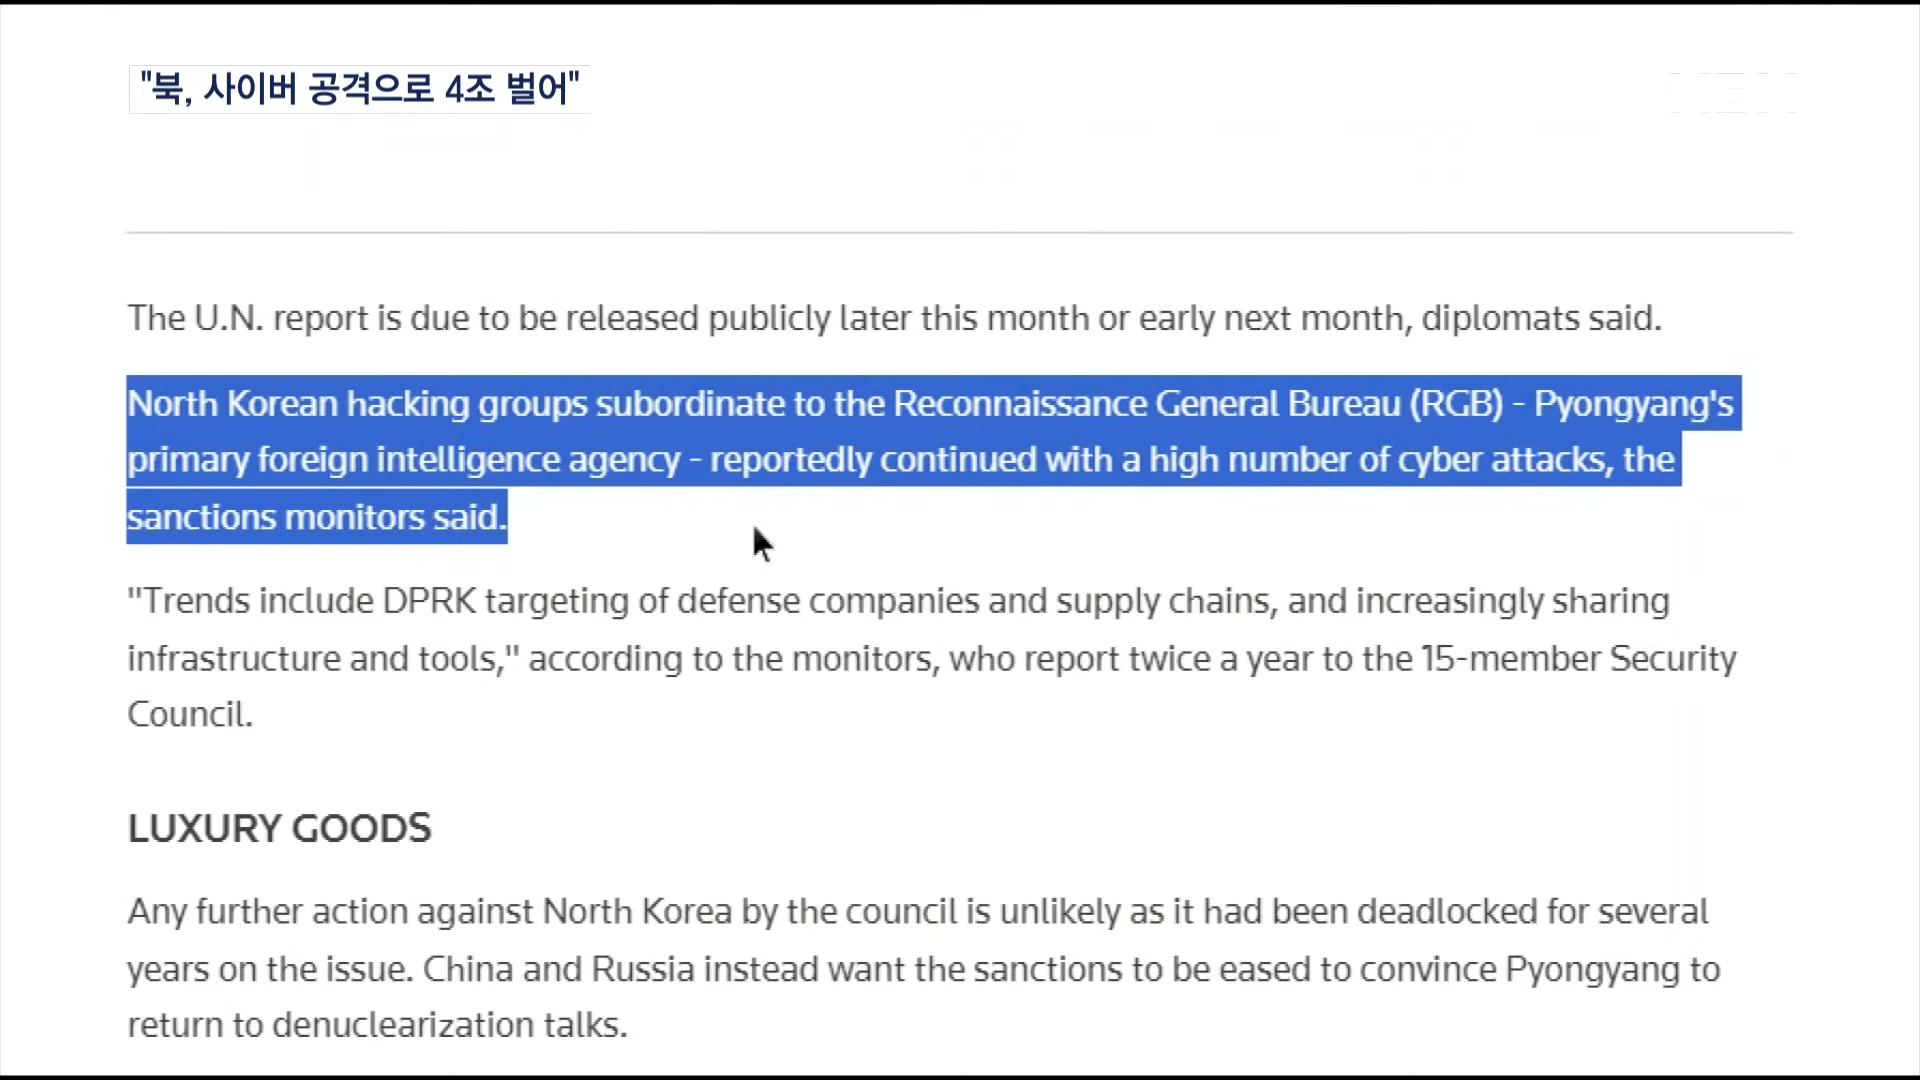 "북, 사이버 공격으로 4조 벌어"
The U.N. report is due to be released publicly later this month or early next month, diplomats said.
North Korean hacking groups subordinate to the Reconnaissance General Bureau (RGB) - Pyongyang's
primary foreign intelligence agency - reportedly continued with a high number of cyber attacks, the
sanctions monitors said.
"Trends include DPRK targeting of defense companies and supply chains, and increasingly sharing
infrastructure and tools," according to the monitors, who report twice a year to the 15-member Security
Council.
LUXURY GOODS
Any further action against North Korea by the council is unlikely as it had been deadlocked for several
years on the issue. China and Russia instead want the sanctions to be eased to convince Pyongyang to
return to denuclearization talks.